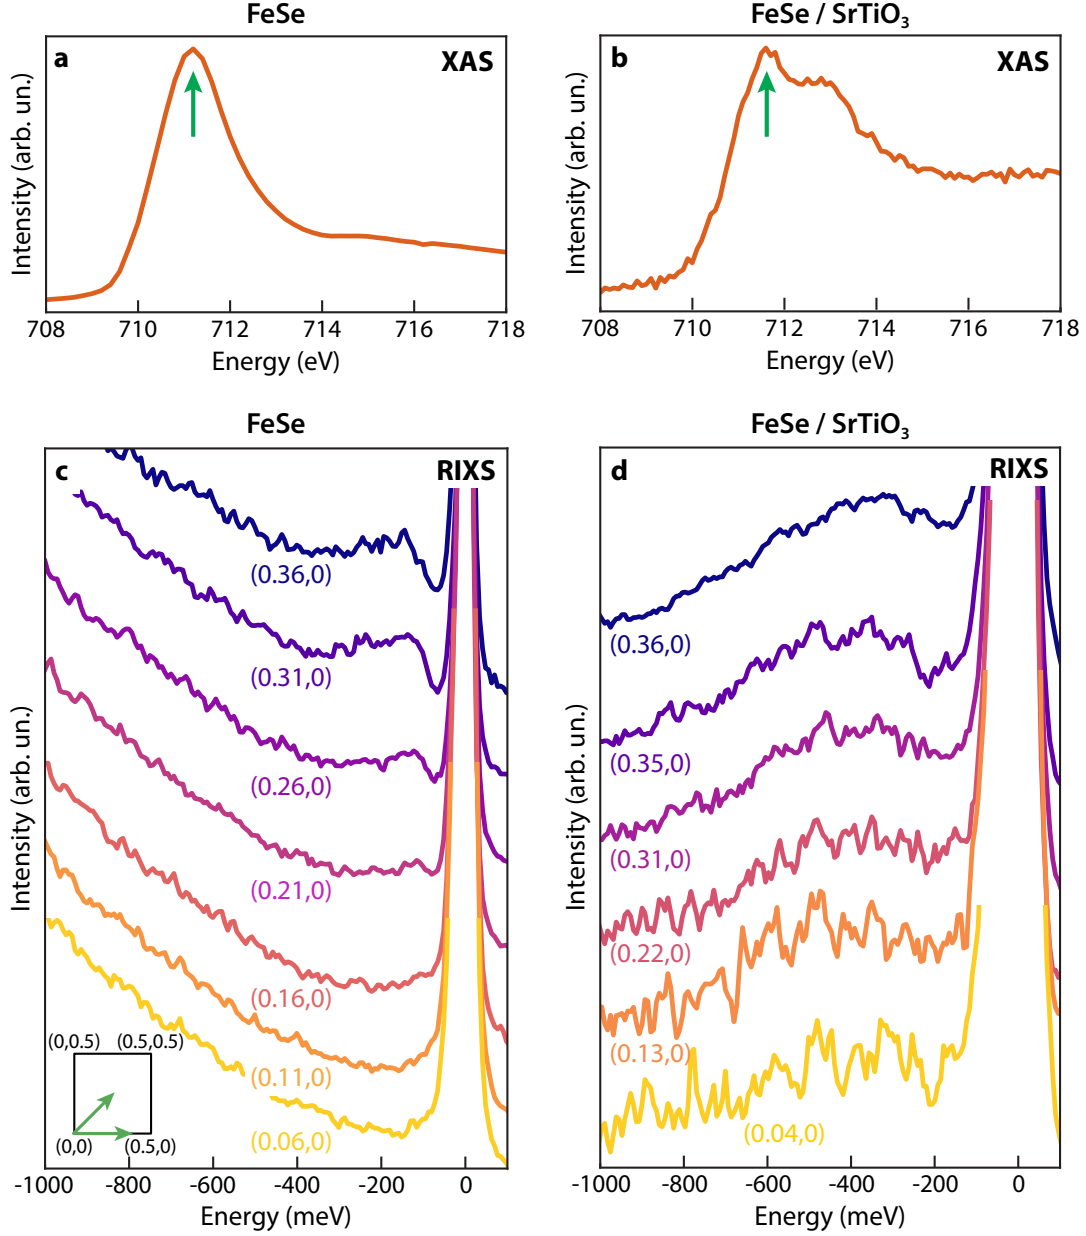 FeSe
FeSe / SrTiO₃
a
XAS
Intensity (arb. un.)
708 710 712 714 716 718
Energy (eV)
b
XAS
Intensity (arb. un.)
708 710 712 714 716 718
Energy (eV)
FeSe
FeSe / SrTiO₃
c
RIXS
Intensity (arb. un.)
(0.36,0)
(0.31,0)
(0.26,0)
(0.21,0)
(0.16,0)
(0.11,0)
(0.06,0)
(0,0.5) (0.5,0.5)
(0,0) (0.5,0)
-1000 -800 -600 -400 -200 0
Energy (meV)
d
RIXS
Intensity (arb. un.)
(0.36,0)
(0.35,0)
(0.31,0)
(0.22,0)
(0.13,0)
(0.04,0)
-1000 -800 -600 -400 -200 0
Energy (meV)